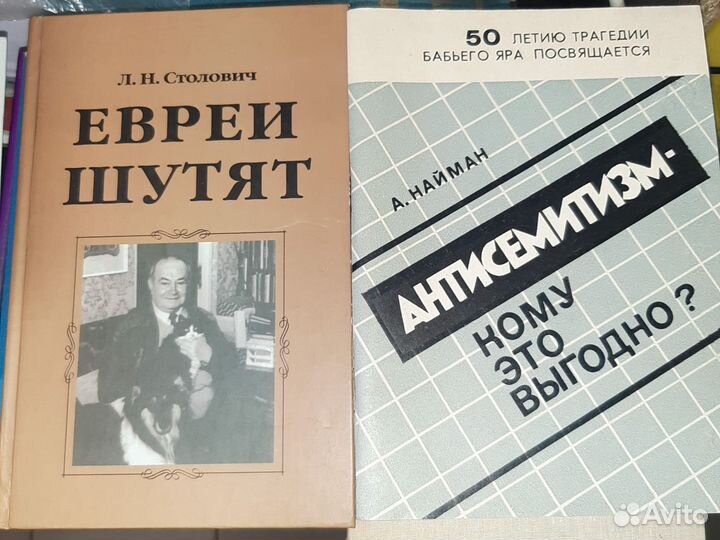 Л. Н. Столович
ЕВРЕИ
ШУТЯТ
50 ЛЕТИЮ ТРАГЕДИИ
БАБЬЕГО ЯРА ПОСВЯЩАЕТСЯ
А. НАЙМАН
АНТИСЕМИТИЗМ-
КОМУ
ЭТО
ВЫГОДНО?
Avito